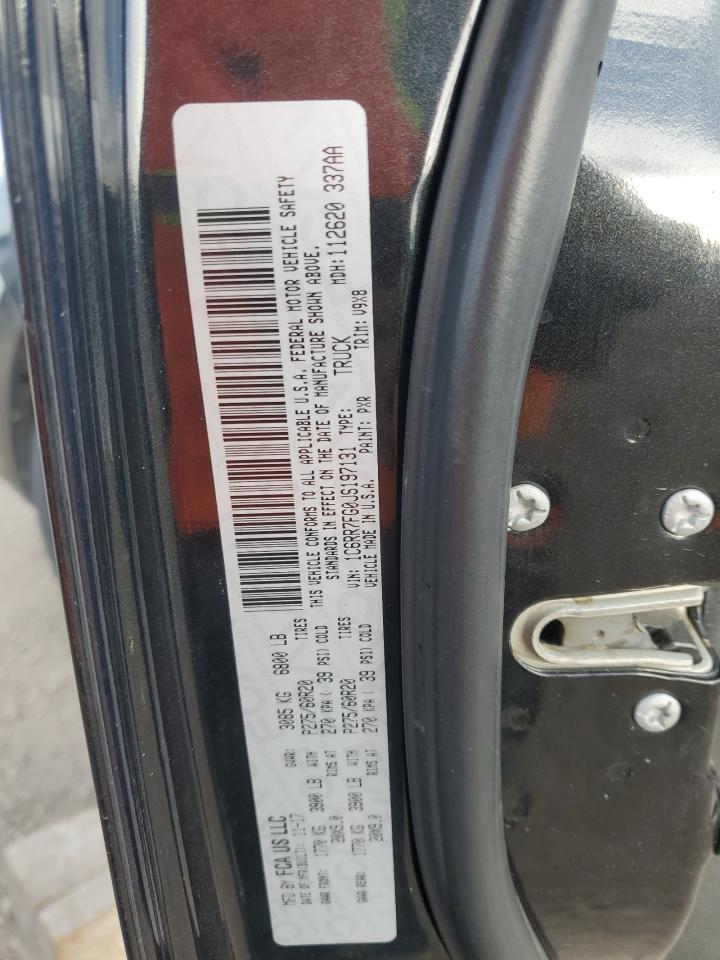 MFD BY FCA US LLC
DATE OF MFR/BUILT: 11-17 GVWR: 3085 KG 6800 LB
GAWR FRONT: 1770 KG 3900 LB WITH P275/60R20 TIRES
20X9.0 RIMS AT 270 KPA ( 39 PSI) COLD
GAWR REAR: 1770 KG 3900 LB WITH P275/60R20 TIRES
20X9.0 RIMS AT 270 KPA ( 39 PSI) COLD
THIS VEHICLE CONFORMS TO ALL APPLICABLE U.S.A. FEDERAL MOTOR VEHICLE SAFETY
STANDARDS IN EFFECT ON THE DATE OF MANUFACTURE SHOWN ABOVE.
MDH:112620 337AA
VIN: 1C6RR7FG0JS197131 TYPE: TRUCK
VEHICLE MADE IN U.S.A. PAINT: PXR TRIM: V9X8